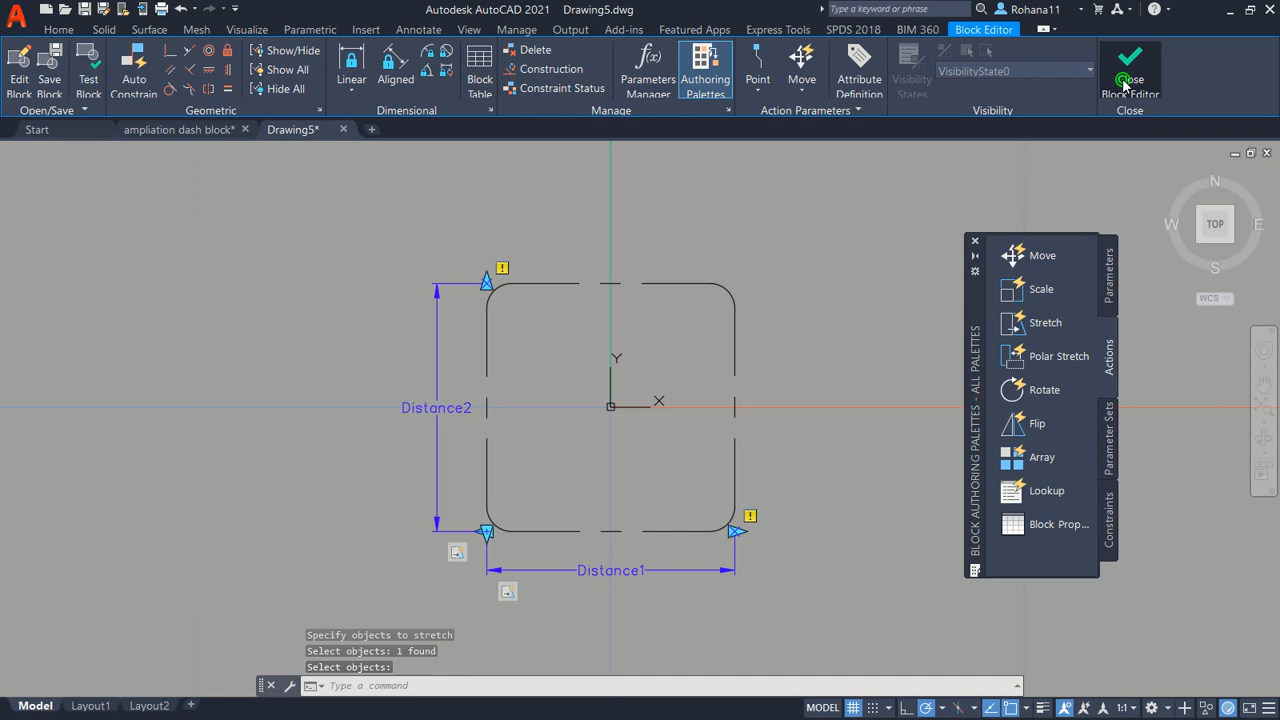 Autodesk AutoCAD 2021 Drawing5.dwg
Type a keyword or phrase
Rohana11
Home Solid Surface Mesh Visualize Parametric Insert Annotate View Manage Output Add-ins Featured Apps Express Tools SPDS 2018 BIM 360 Block Editor
Edit Block
Save Block
Test Block
Open/Save
Auto Constrain
Show/Hide
Show All
Hide All
Geometric
Linear
Aligned
Block Table
Dimensional
Delete
Construction
Constraint Status
Parameters Manager
Authoring Palettes
Manage
Point
Move
Attribute Definition
Action Parameters
Visibility States
VisibilityState0
Visibility
Close Block Editor
Close
Start
ampliation dash block*
Drawing5*
N
W
TOP
E
S
WCS
!
Y
X
Distance2
!
Distance1
BLOCK AUTHORING PALETTES - ALL PALETTES
Move
Scale
Stretch
Polar Stretch
Rotate
Flip
Array
Lookup
Block Prop...
Parameters
Actions
Parameter Sets
Constraints
Specify objects to stretch
Select objects: 1 found
Select objects:
Type a command
Model Layout1 Layout2 +
MODEL
1:1